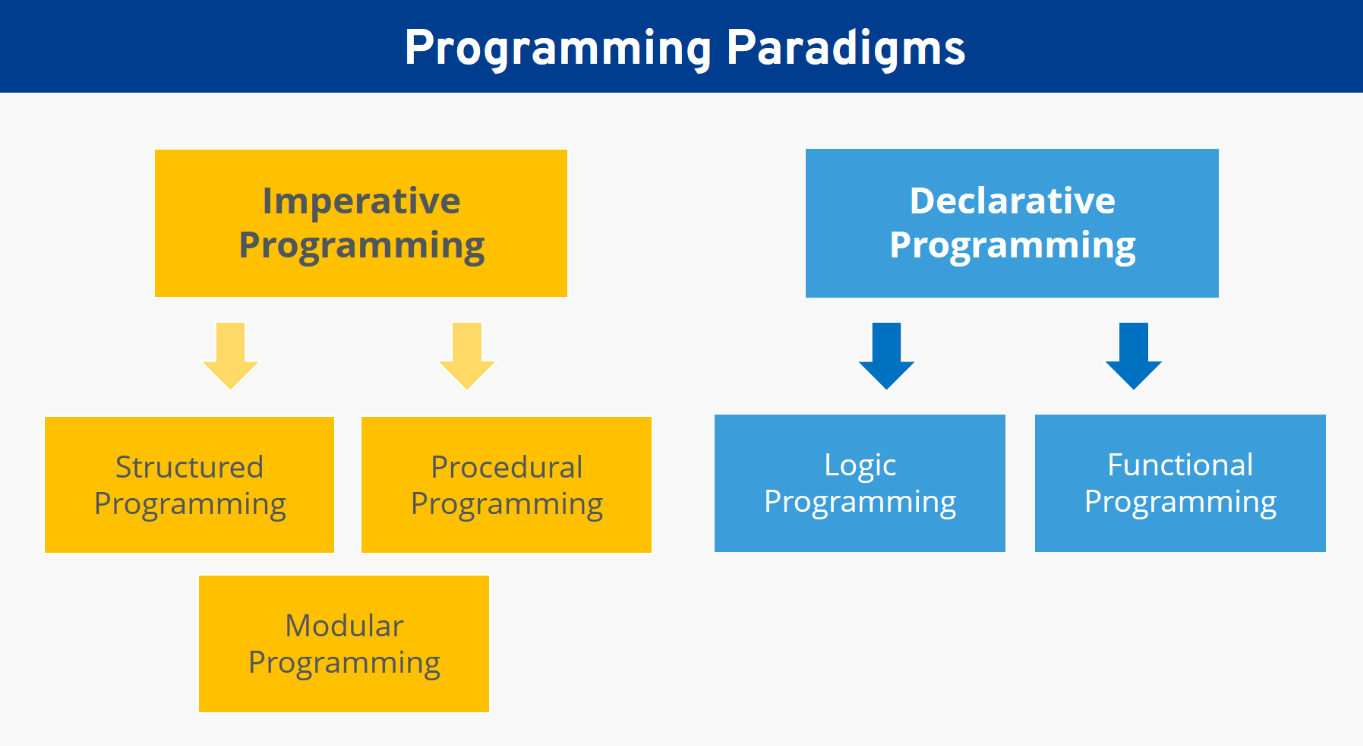 Programming Paradigms
Imperative
Programming
Declarative
Programming
Structured
Programming
Procedural
Programming
Logic
Programming
Functional
Programming
Modular
Programming